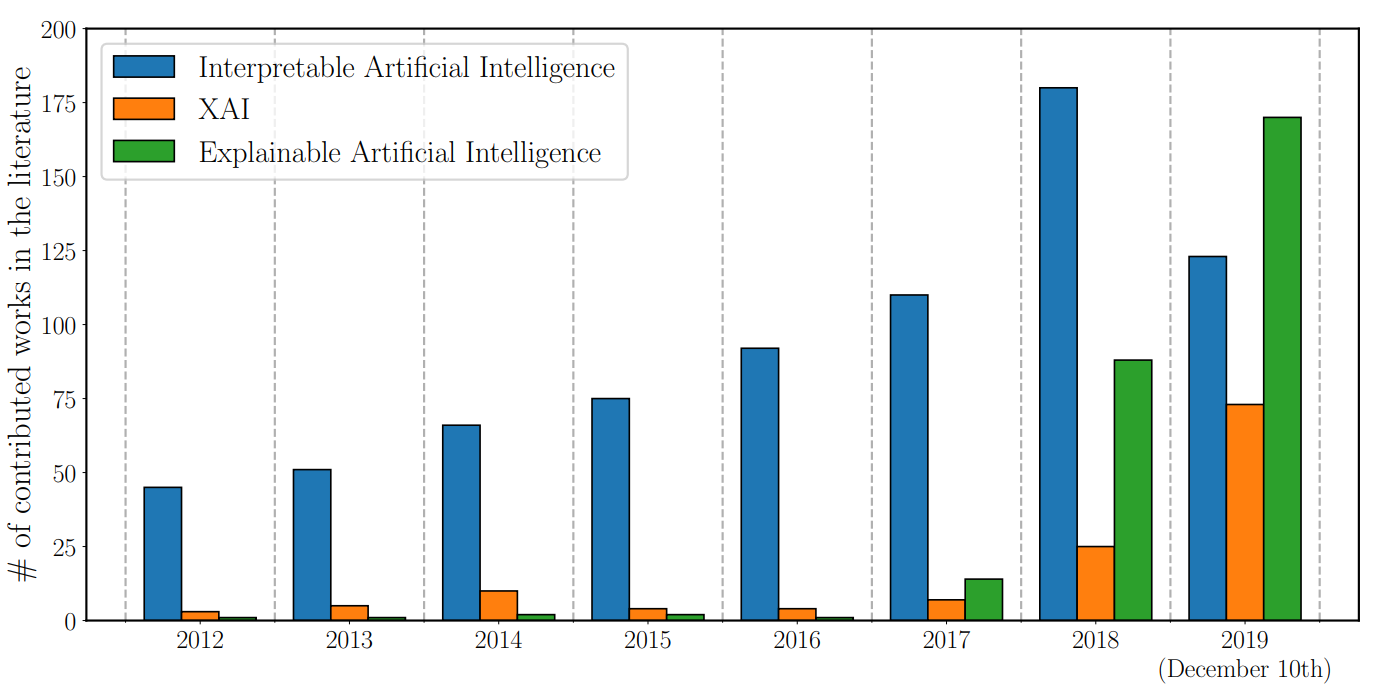 # of contributed works in the literature
200
175
150
125
100
75
50
25
0
Interpretable Artificial Intelligence
XAI
Explainable Artificial Intelligence
2012 2013 2014 2015 2016 2017 2018 2019
(December 10th)